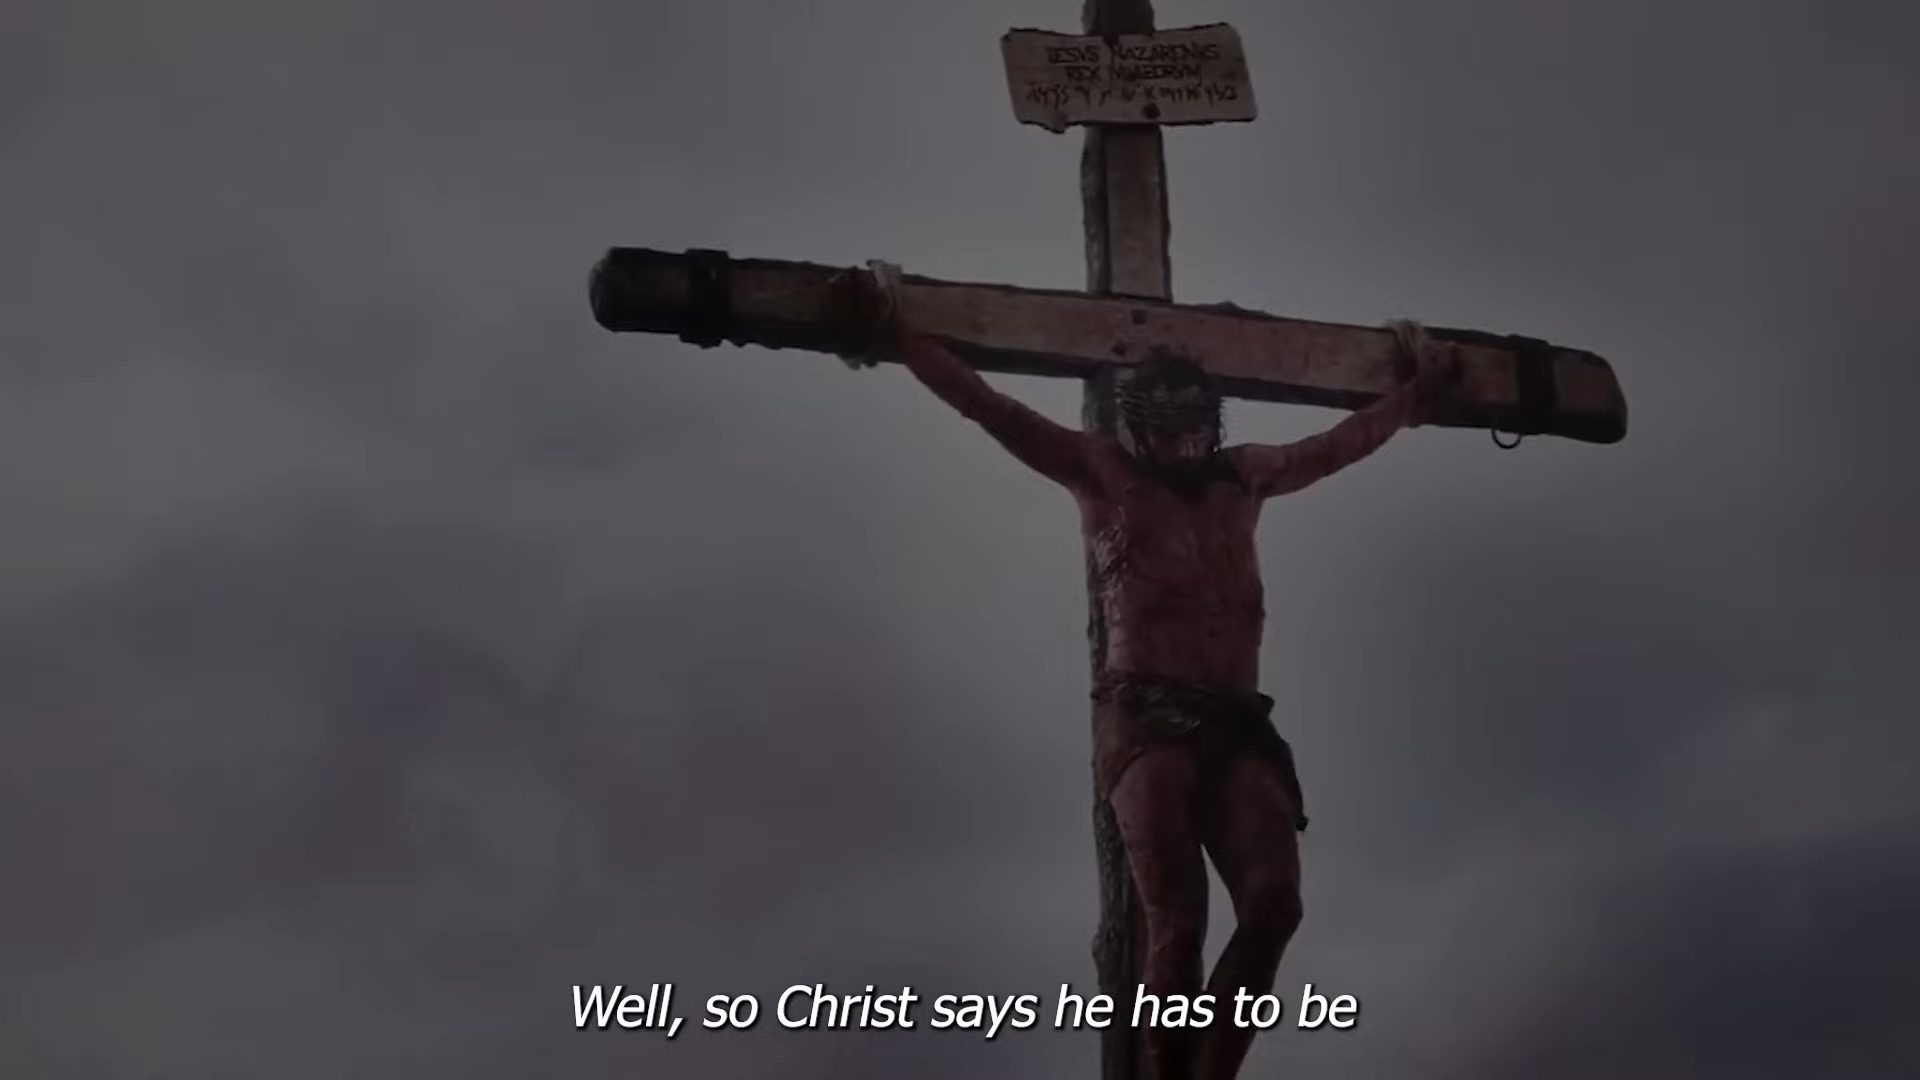 IESVS NAZARENVS
REX IVDAEORVM
Well, so Christ says he has to be